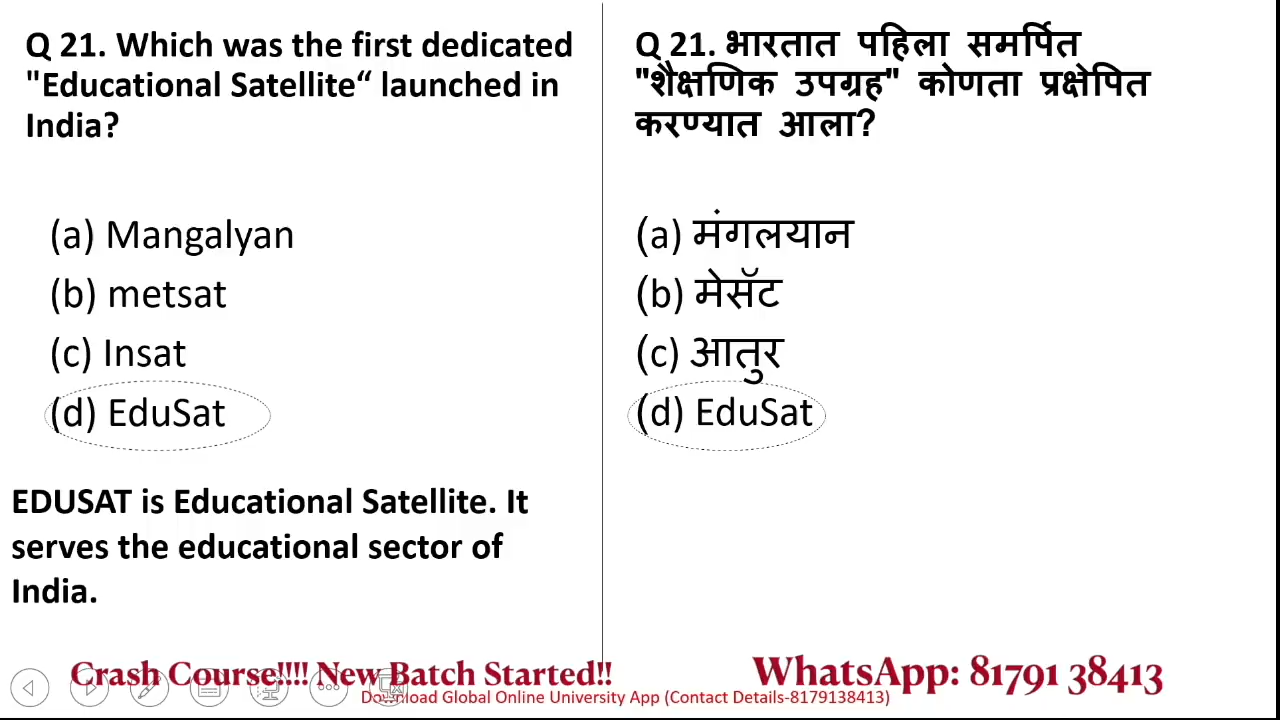 Q 21. Which was the first dedicated
"Educational Satellite“ launched in
India?
(a) Mangalyan
(b) metsat
(c) Insat
(d) EduSat
EDUSAT is Educational Satellite. It
serves the educational sector of
India.
Q 21. भारतात पहिला समर्पित
"शैक्षणिक उपग्रह" कोणता प्रक्षेपित
करण्यात आला?
(a) मंगलयान
(b) मेसॅट
(c) आतुर
(d) EduSat
Crash Course!!!! New Batch Started!!
WhatsApp: 81791 38413
Download Global Online University App (Contact Details-8179138413)